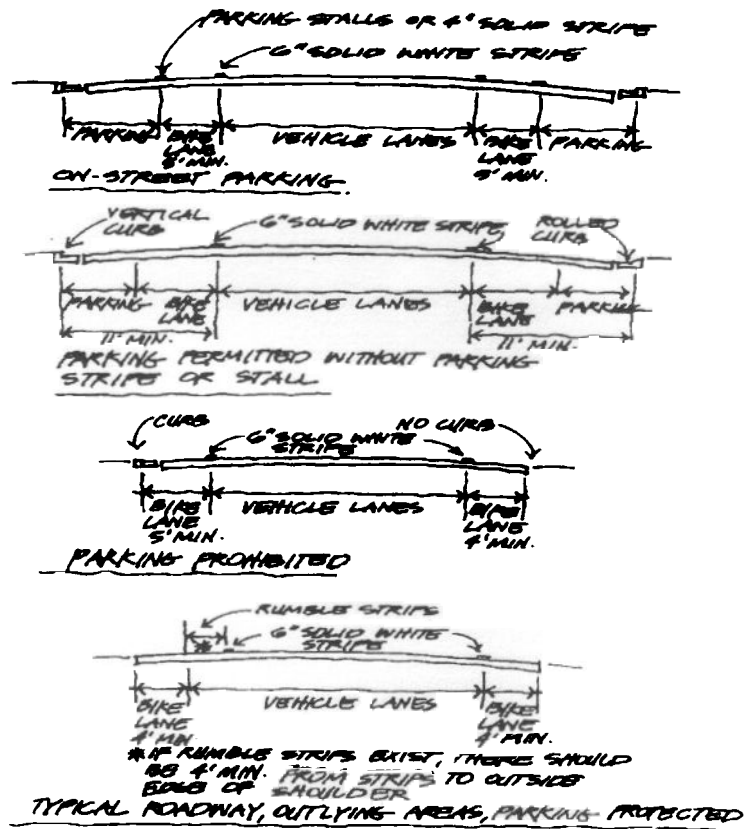 PARKING STALLS OR 4" SOLID STRIPE
6" SOLID WHITE STRIPE
PARKING BIKE LANE 5' MIN. VEHICLE LANES BIKE LANE 5' MIN. PARKING
ON-STREET PARKING.
VERTICAL CURB 6" SOLID WHITE STRIPE ROLLED CURB
PARKING BIKE LANE VEHICLE LANES BIKE LANE PARKING
11' MIN. 11' MIN.
PARKING PERMITTED WITHOUT PARKING
STRIPE OR STALL
CURB 6" SOLID WHITE STRIPE NO CURB
BIKE LANE 5' MIN. VEHICLE LANES BIKE LANE 4' MIN.
PARKING PROHIBITED
RUMBLE STRIPS
* 6" SOLID WHITE STRIPE
BIKE LANE 4' MIN. VEHICLE LANES BIKE LANE 4' MIN.
* IF RUMBLE STRIPS EXIST, THERE SHOULD
BE 4' MIN. FROM STRIPS TO OUTSIDE
EDGE OF SHOULDER
TYPICAL ROADWAY, OUTLYING AREAS, PARKING PROTECTED